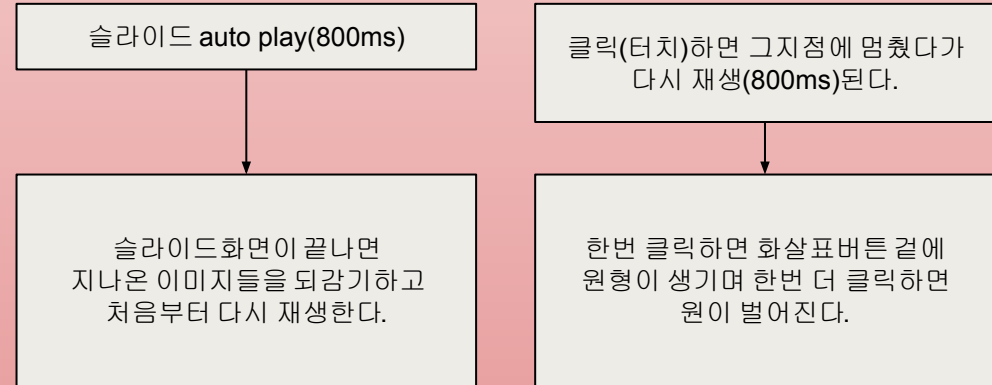 슬라이드 auto play(800ms)
슬라이드화면이 끝나면
지나온 이미지들을 되감기하고
처음부터 다시 재생한다.
클릭(터치)하면 그지점에 멈췄다가
다시 재생(800ms)된다.
한번 클릭하면 화살표버튼 겉에
원형이 생기며 한번 더 클릭하면
원이 벌어진다.